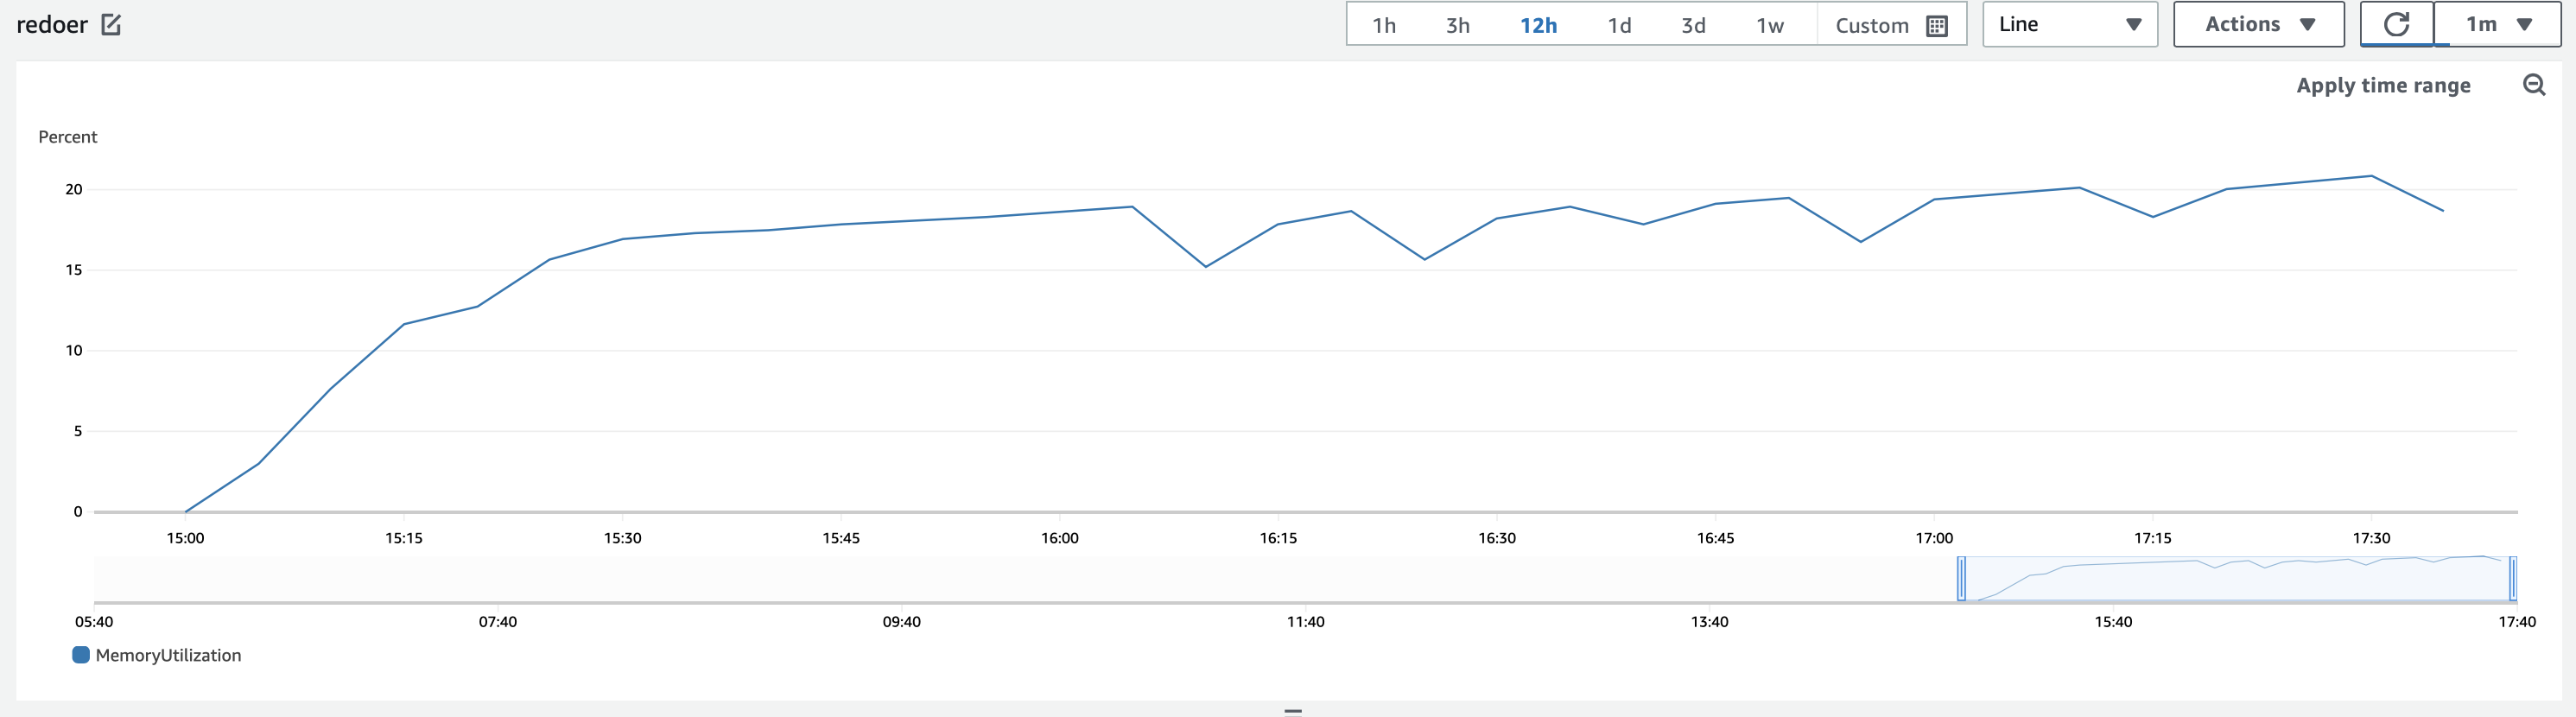 redoer
1h 3h 12h 1d 3d 1w Custom Line Actions 1m
Apply time range
Percent
20
15
10
5
0
15:00 15:15 15:30 15:45 16:00 16:15 16:30 16:45 17:00 17:15 17:30
05:40 07:40 09:40 11:40 13:40 15:40 17:40
MemoryUtilization